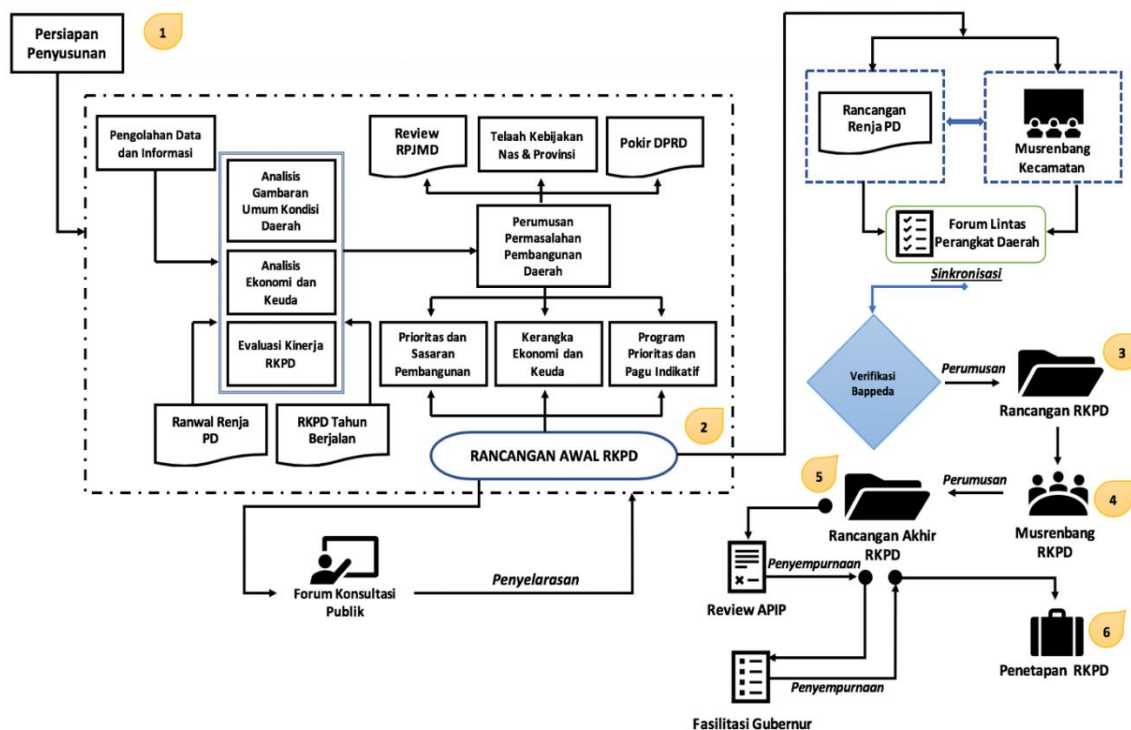 Persiapan
Penyusunan
1
Pengolahan Data
dan Informasi
Analisis
Gambaran
Umum Kondisi
Daerah
Analisis
Ekonomi dan
Keuda
Evaluasi Kinerja
RKPD
Ranwal Renja
PD
RKPD Tahun
Berjalan
Review
RPJMD
Telaah Kebijakan
Nas & Provinsi
Pokir DPRD
Perumusan
Permasalahan
Pembangunan
Daerah
Prioritas dan
Sasaran
Pembangunan
Kerangka
Ekonomi dan
Keuda
Program
Prioritas dan
Pagu Indikatif
2
RANCANGAN AWAL RKPD
Forum Konsultasi
Publik
Penyelarasan
Rancangan
Renja PD
Musrenbang
Kecamatan
Forum Lintas
Perangkat Daerah
Sinkronisasi
Verifikasi
Bappeda
Perumusan
3
Rancangan RKPD
4
Musrenbang
RKPD
Perumusan
5
Rancangan Akhir
RKPD
Review APIP
Penyempurnaan
Fasilitasi Gubernur
Penyempurnaan
6
Penetapan RKPD